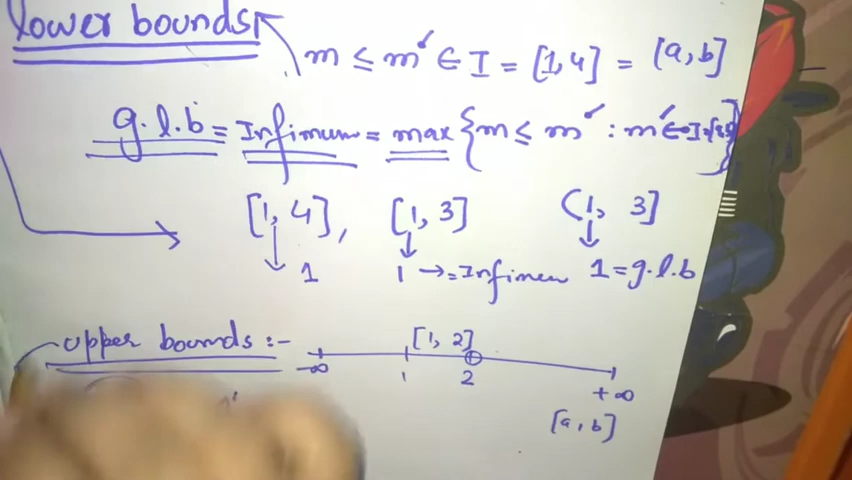 lower bounds
m ≤ m′ ∈ I = [1, 4] = [a, b]
g.l.b = Infimum = max {m ≤ m′ : m′ ∈ I
[1, 4], [1, 3] (1, 3]
1 1 → = Infimum 1 = g.l.b
upper bounds :- [1, 2]
-∞ 1 2 + ∞
[a, b]